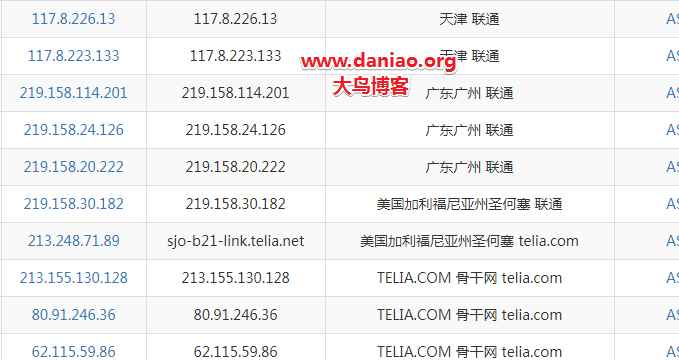 117.8.226.13 117.8.226.13 天津 联通 AS
117.8.223.133 117.8.223.133 天津 联通 AS
www.daniao.org
大鸟博客
219.158.114.201 219.158.114.201 广东广州 联通 AS
219.158.24.126 219.158.24.126 广东广州 联通 AS
219.158.20.222 219.158.20.222 广东广州 联通 AS
219.158.30.182 219.158.30.182 美国加利福尼亚州圣何塞 联通 AS
213.248.71.89 sjo-b21-link.telia.net 美国加利福尼亚州圣何塞 telia.com AS
213.155.130.128 213.155.130.128 TELIA.COM 骨干网 telia.com AS
80.91.246.36 80.91.246.36 TELIA.COM 骨干网 telia.com AS
62.115.59.86 62.115.59.86 TELIA.COM 骨干网 telia.com AS